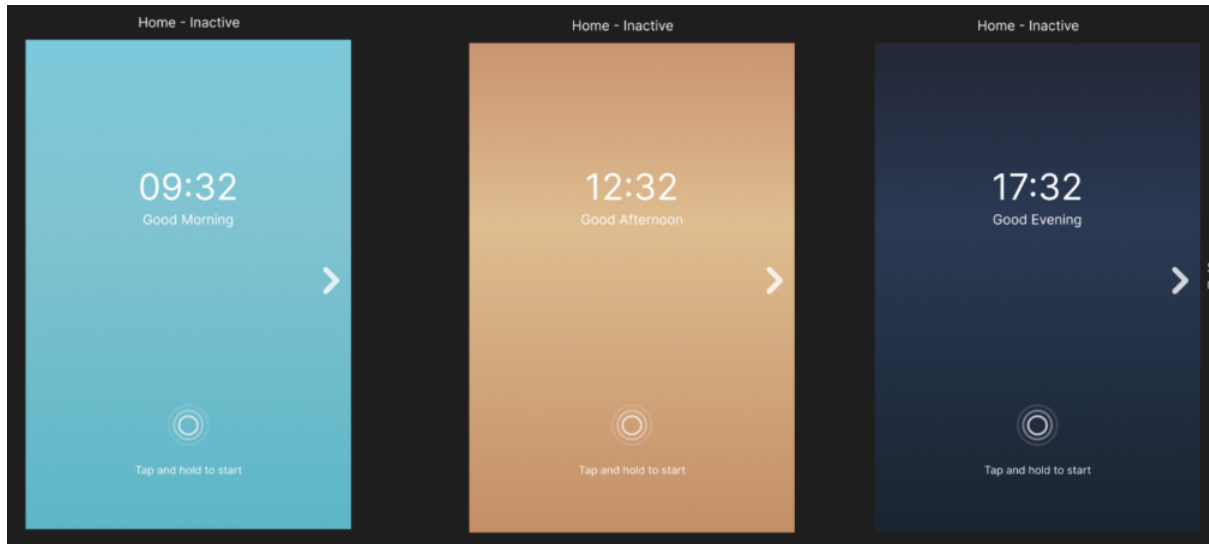 Home - Inactive
09:32
Good Morning
Tap and hold to start
Home - Inactive
12:32
Good Afternoon
Tap and hold to start
Home - Inactive
17:32
Good Evening
Tap and hold to start